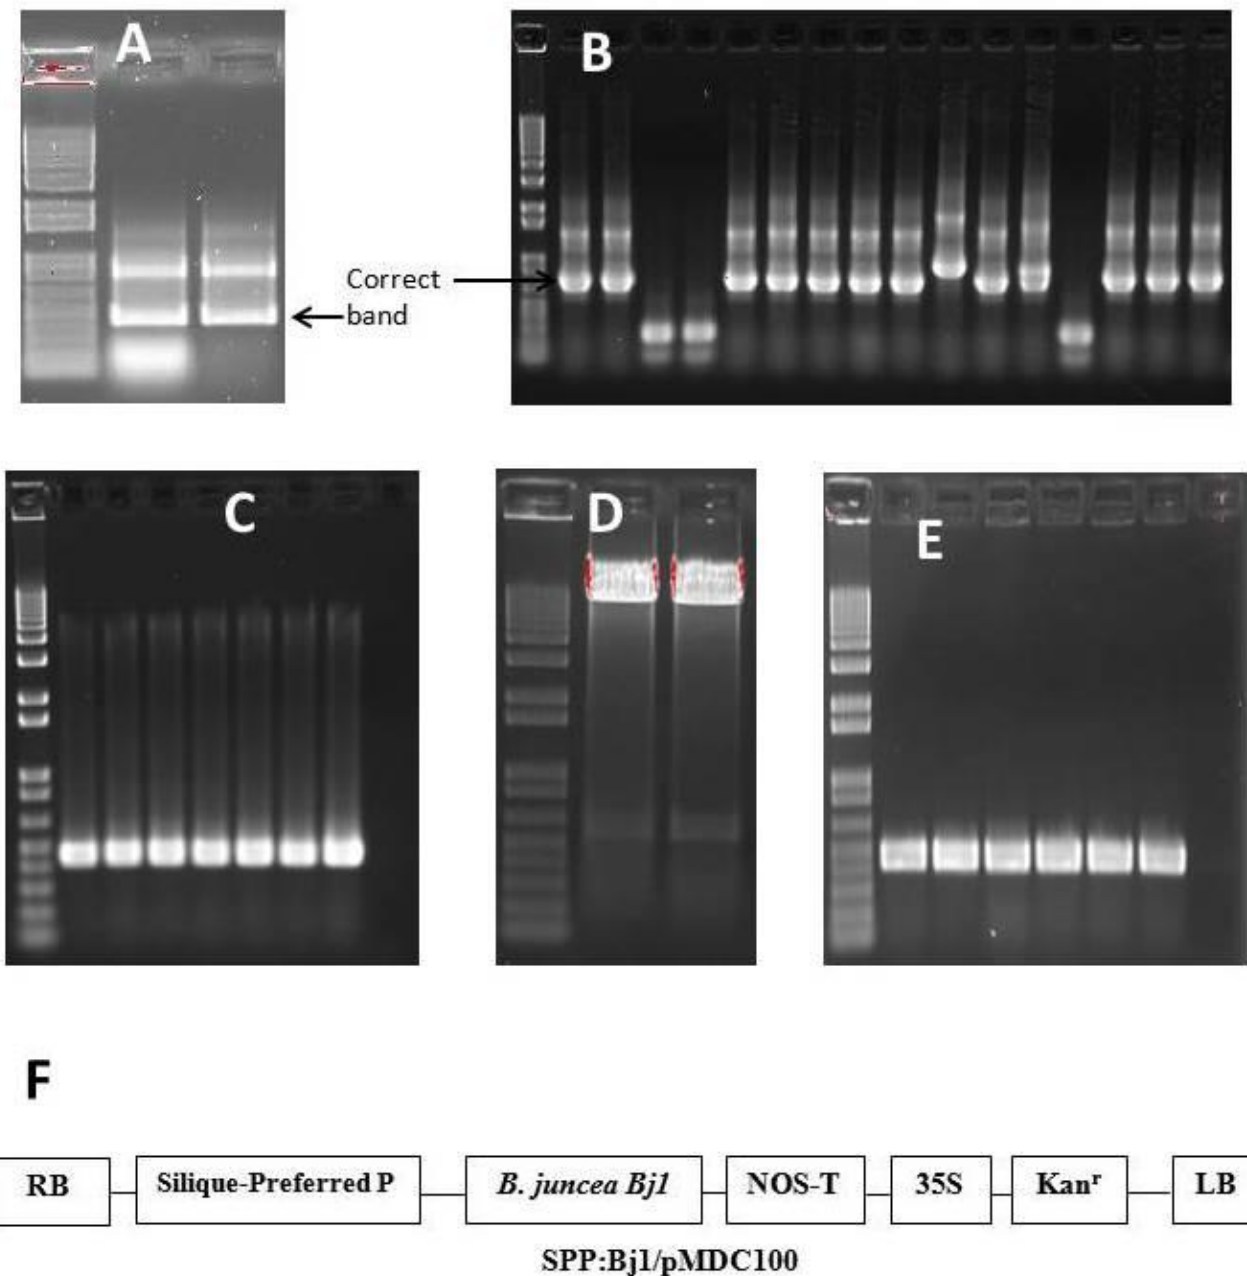 A
B
Correct
band
C
D
E
F
RB
Silique-Preferred P
B. juncea Bj1
NOS-T
35S
Kanʳ
LB
SPP:Bj1/pMDC100